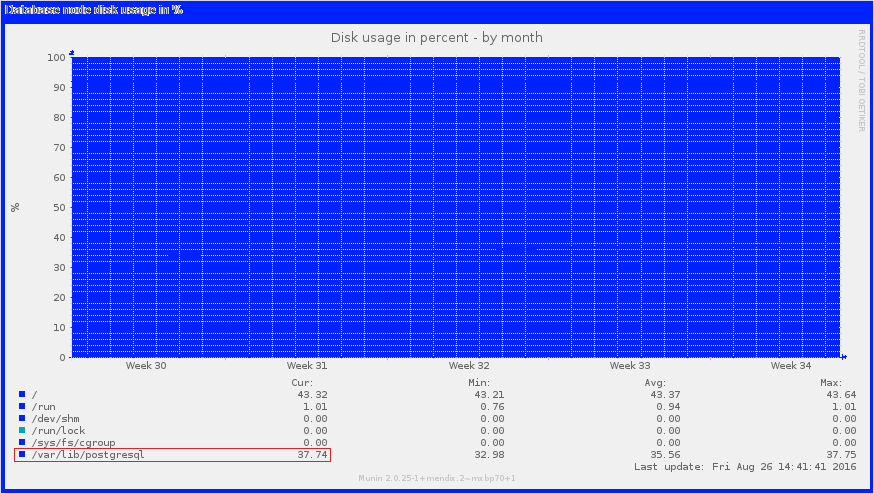 Database node disk usage in %
Disk usage in percent - by month
RRDTOOL / TOBI OETIKER
100
90
80
70
60
50
40
30
20
10
0
%
Week 30 Week 31 Week 32 Week 33 Week 34
Cur: Min: Avg: Max:
/ 43.32 43.21 43.37 43.64
/run 1.01 0.76 0.94 1.01
/dev/shm 0.00 0.00 0.00 0.00
/run/lock 0.00 0.00 0.00 0.00
/sys/fs/cgroup 0.00 0.00 0.00 0.00
/var/lib/postgresql 37.74 32.98 35.56 37.75
Last update: Fri Aug 26 14:41:41 2016
Munin 2.0.25-1+mendix.2~mxbp70+1